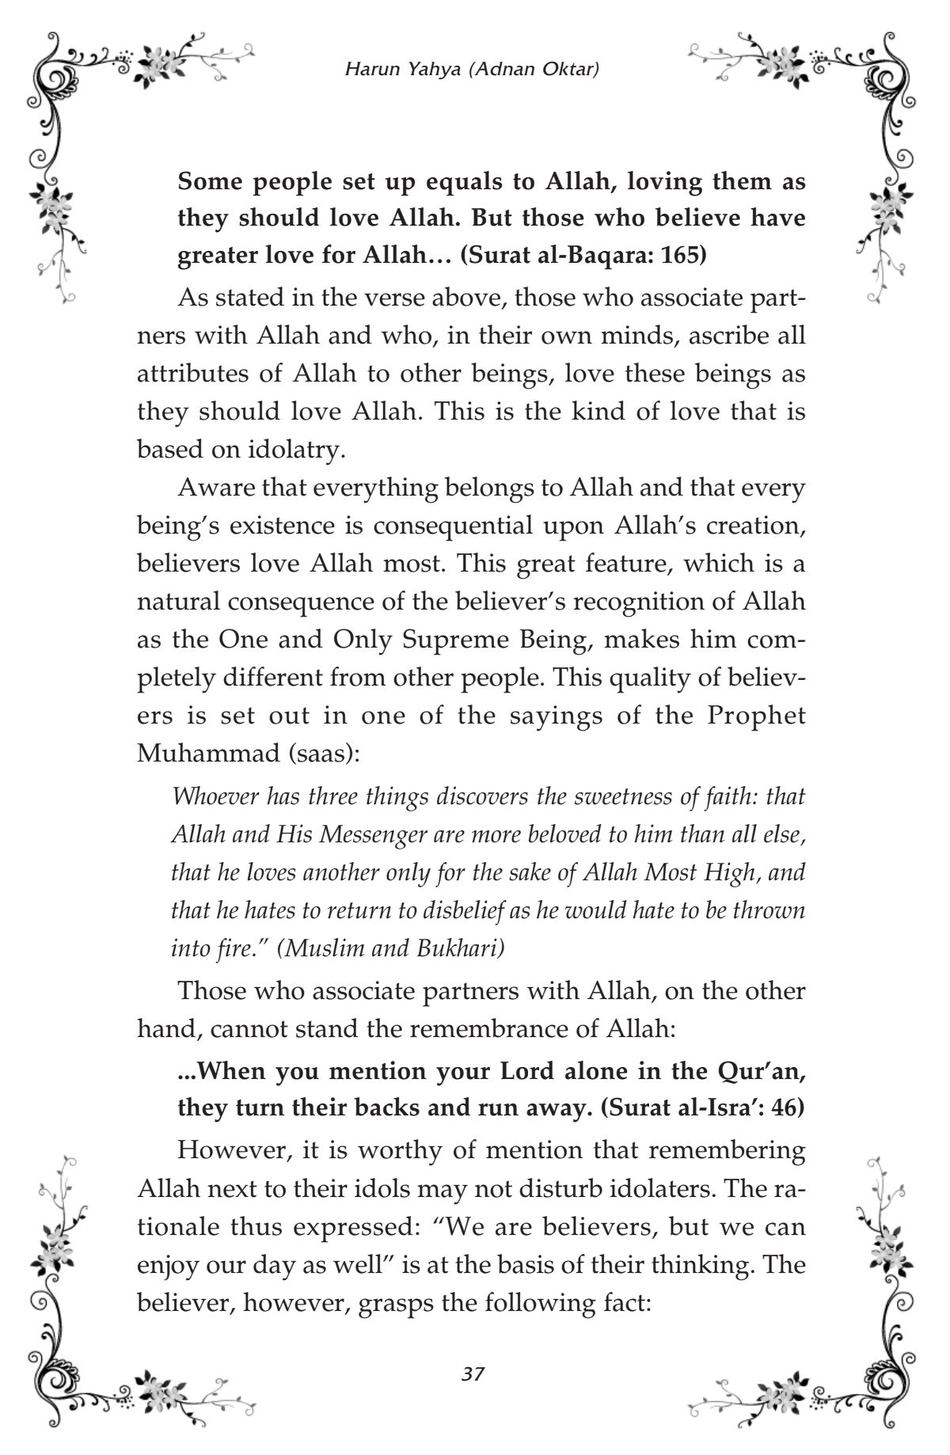 Harun Yahya (Adnan Oktar)
Some people set up equals to Allah, loving them as
they should love Allah. But those who believe have
greater love for Allah… (Surat al-Baqara: 165)
As stated in the verse above, those who associate part-
ners with Allah and who, in their own minds, ascribe all
attributes of Allah to other beings, love these beings as
they should love Allah. This is the kind of love that is
based on idolatry.
Aware that everything belongs to Allah and that every
being’s existence is consequential upon Allah’s creation,
believers love Allah most. This great feature, which is a
natural consequence of the believer’s recognition of Allah
as the One and Only Supreme Being, makes him com-
pletely different from other people. This quality of believ-
ers is set out in one of the sayings of the Prophet
Muhammad (saas):
Whoever has three things discovers the sweetness of faith: that
Allah and His Messenger are more beloved to him than all else,
that he loves another only for the sake of Allah Most High, and
that he hates to return to disbelief as he would hate to be thrown
into fire.” (Muslim and Bukhari)
Those who associate partners with Allah, on the other
hand, cannot stand the remembrance of Allah:
...When you mention your Lord alone in the Qur’an,
they turn their backs and run away. (Surat al-Isra’: 46)
However, it is worthy of mention that remembering
Allah next to their idols may not disturb idolaters. The ra-
tionale thus expressed: “We are believers, but we can
enjoy our day as well” is at the basis of their thinking. The
believer, however, grasps the following fact:
37